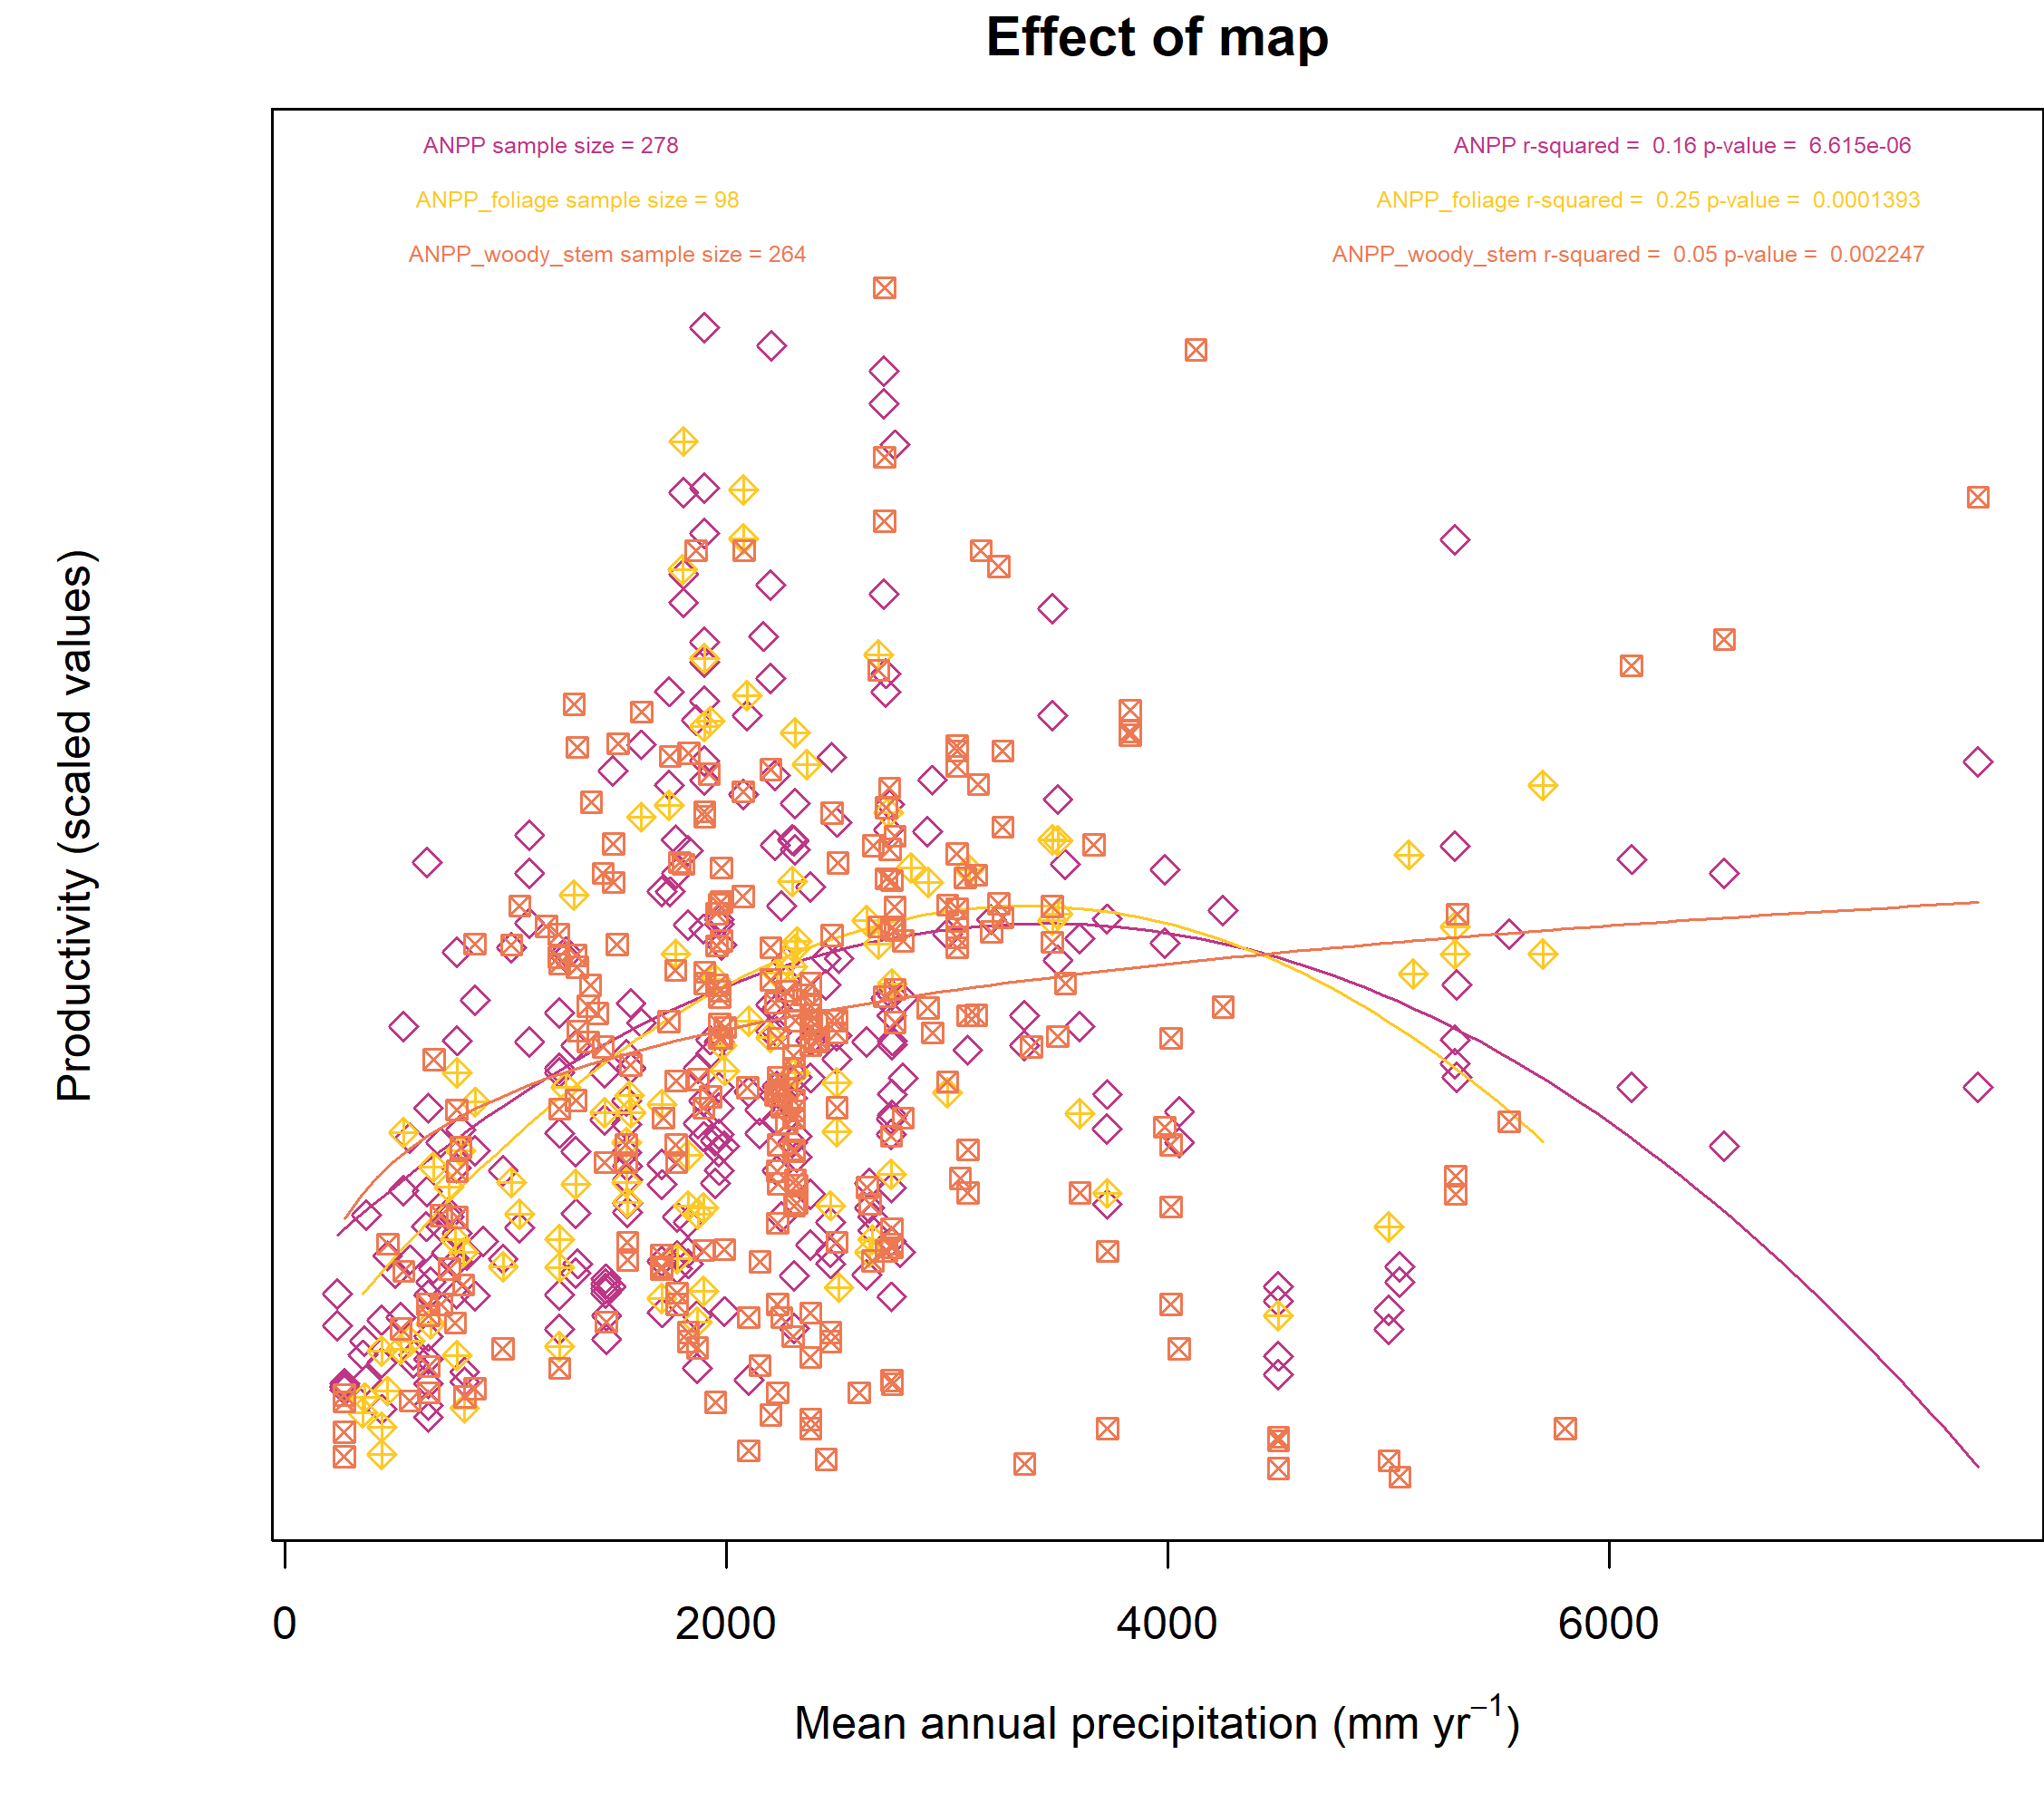 Effect of map
ANPP sample size = 278
ANPP r-squared =  0.16 p-value =  6.615e-06
ANPP_foliage sample size = 98
ANPP_foliage r-squared =  0.25 p-value =  0.0001393
ANPP_woody_stem sample size = 264
ANPP_woody_stem r-squared =  0.05 p-value =  0.002247
Productivity (scaled values)
0 2000 4000 6000
Mean annual precipitation (mm yr⁻¹)